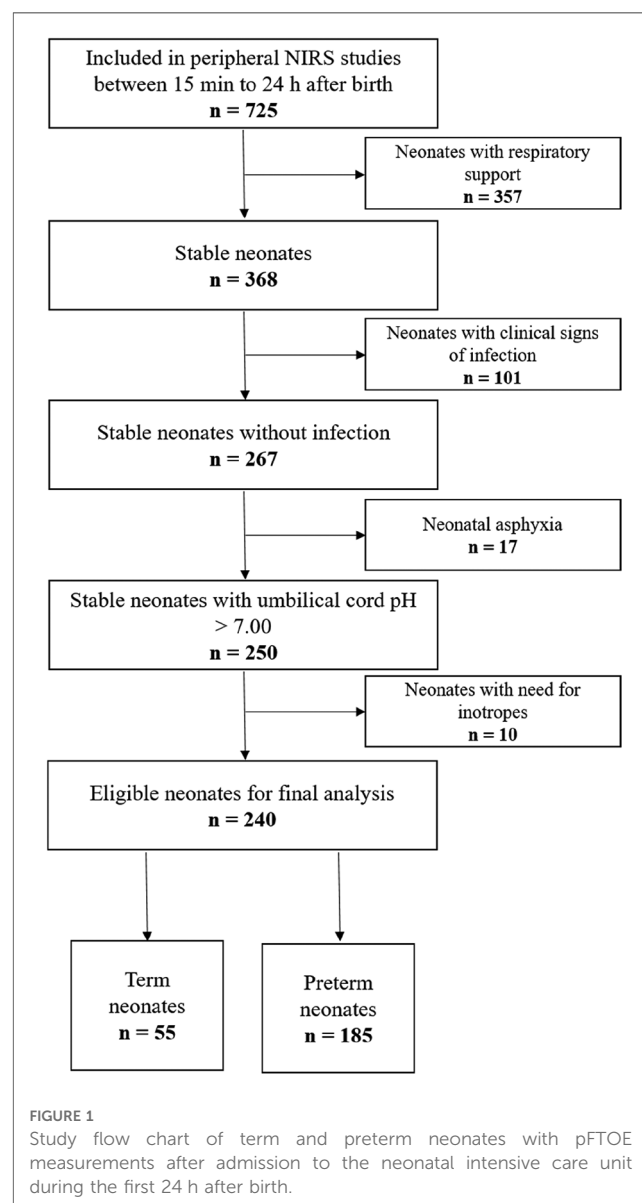 Included in peripheral NIRS studies
between 15 min to 24 h after birth
n = 725
Neonates with respiratory
support
n = 357
Stable neonates
n = 368
Neonates with clinical signs
of infection
n = 101
Stable neonates without infection
n = 267
Neonatal asphyxia
n = 17
Stable neonates with umbilical cord pH
> 7.00
n = 250
Neonates with need for
inotropes
n = 10
Eligible neonates for final analysis
n = 240
Term
neonates
n = 55
Preterm
neonates
n = 185
FIGURE 1
Study flow chart of term and preterm neonates with pFTOE
measurements after admission to the neonatal intensive care unit
during the first 24 h after birth.